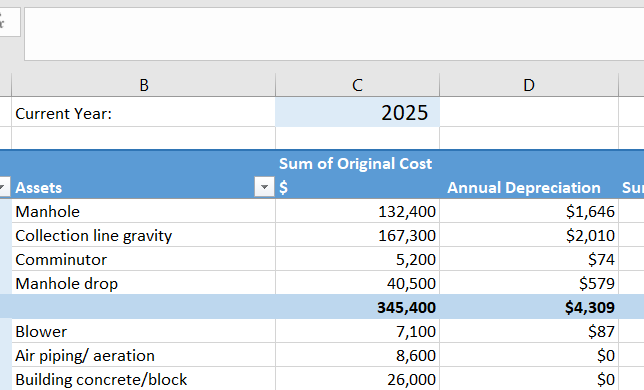 B C D
Current Year: 2025
Sum of Original Cost
Assets $ Annual Depreciation Su
Manhole 132,400 $1,646
Collection line gravity 167,300 $2,010
Comminutor 5,200 $74
Manhole drop 40,500 $579
345,400 $4,309
Blower 7,100 $87
Air piping/ aeration 8,600 $0
Building concrete/block 26,000 $0